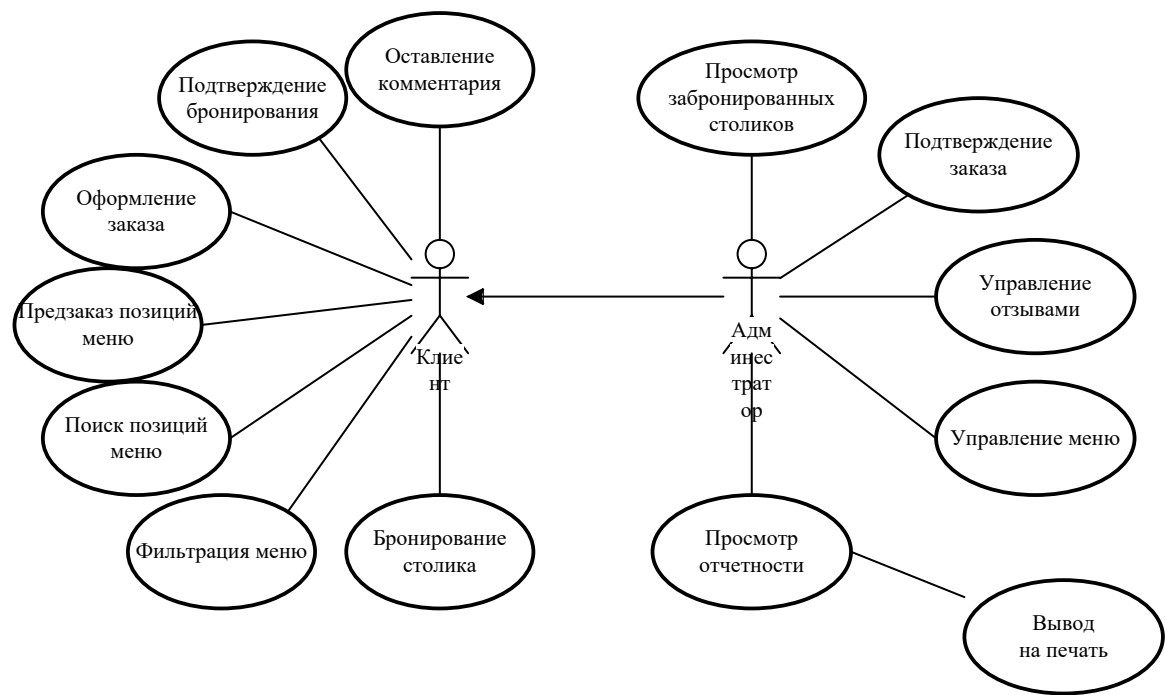 Оставление
комментария
Подтверждение
бронирования
Просмотр
забронированных
столиков
Подтверждение
заказа
Оформление
заказа
Предзаказ позиций
меню
Управление
отзывами
Клие
нт
Адм
инес
трат
ор
Поиск позиций
меню
Управление меню
Фильтрация меню
Бронирование
столика
Просмотр
отчетности
Вывод
на печать